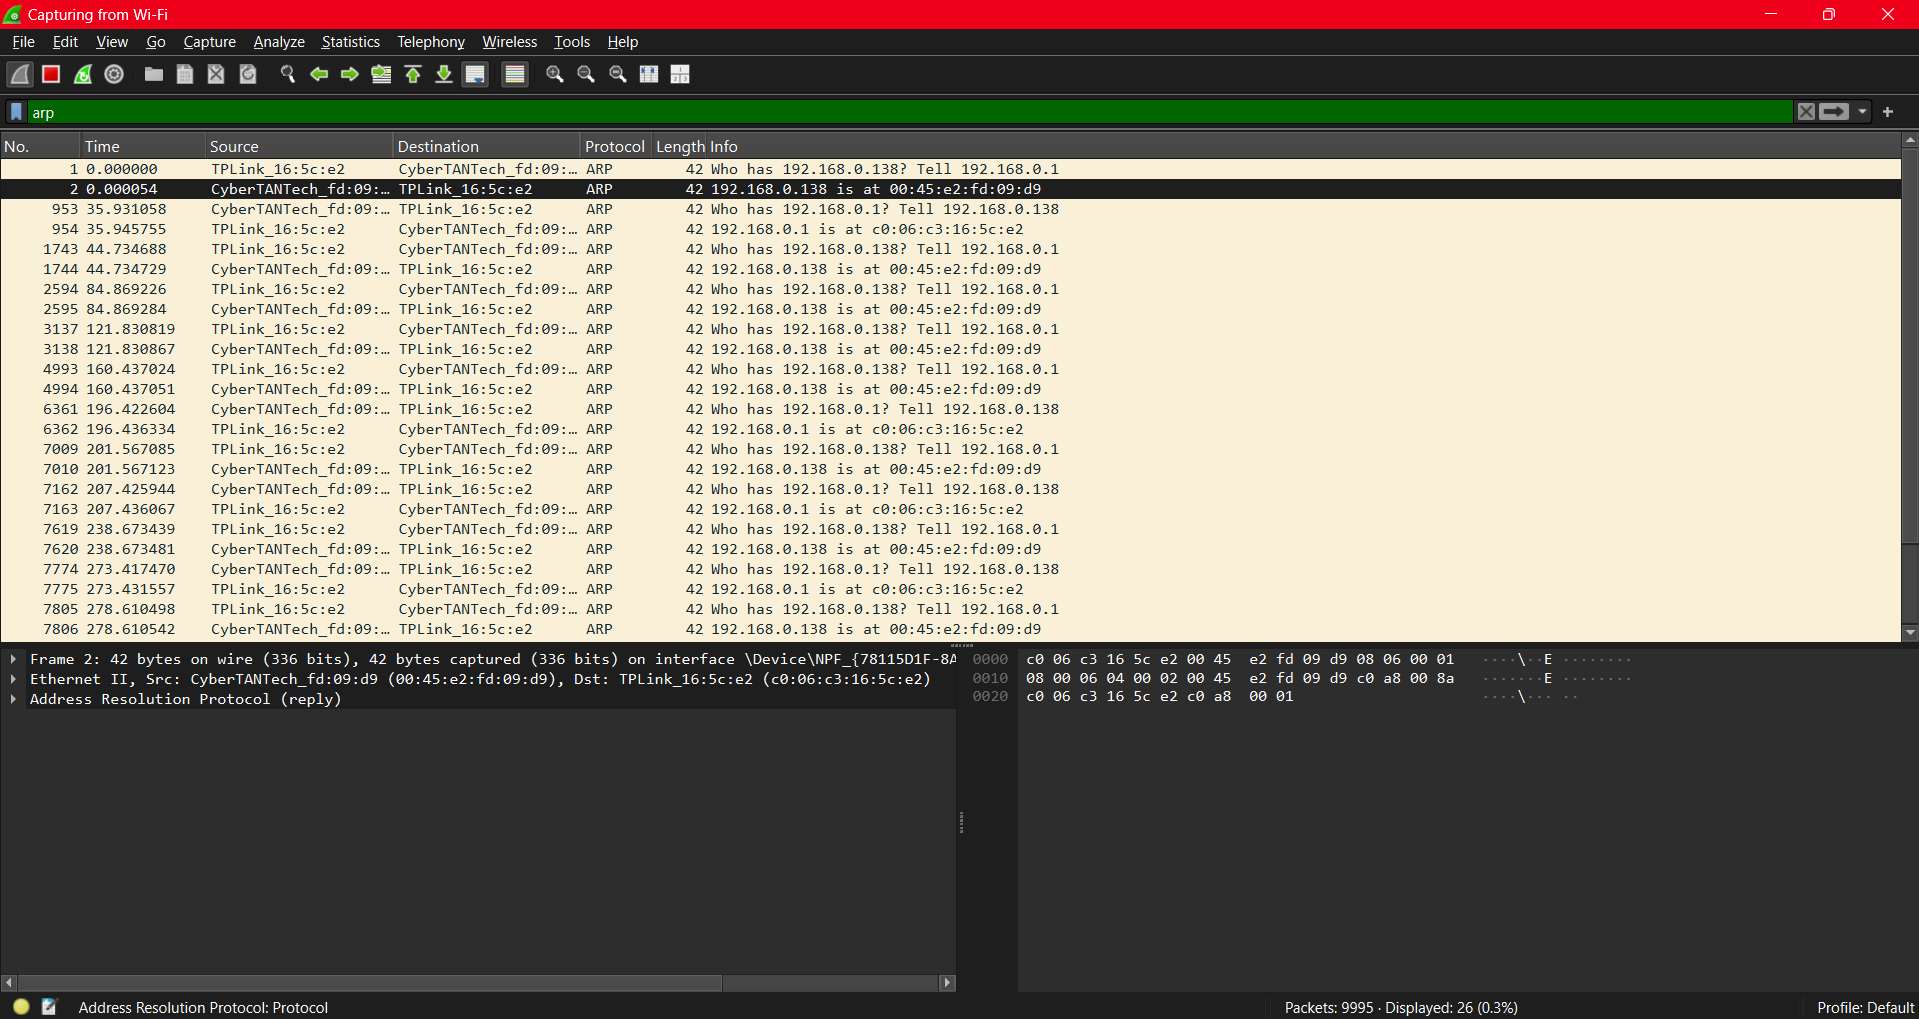 Capturing from Wi-Fi
File Edit View Go Capture Analyze Statistics Telephony Wireless Tools Help
arp
No. Time Source Destination Protocol Length Info
1 0.000000 TPLink_16:5c:e2 CyberTANTech_fd:09:… ARP 42 Who has 192.168.0.138? Tell 192.168.0.1
2 0.000054 CyberTANTech_fd:09:… TPLink_16:5c:e2 ARP 42 192.168.0.138 is at 00:45:e2:fd:09:d9
953 35.931058 CyberTANTech_fd:09:… TPLink_16:5c:e2 ARP 42 Who has 192.168.0.1? Tell 192.168.0.138
954 35.945755 TPLink_16:5c:e2 CyberTANTech_fd:09:… ARP 42 192.168.0.1 is at c0:06:c3:16:5c:e2
1743 44.734688 TPLink_16:5c:e2 CyberTANTech_fd:09:… ARP 42 Who has 192.168.0.138? Tell 192.168.0.1
1744 44.734729 CyberTANTech_fd:09:… TPLink_16:5c:e2 ARP 42 192.168.0.138 is at 00:45:e2:fd:09:d9
2594 84.869226 TPLink_16:5c:e2 CyberTANTech_fd:09:… ARP 42 Who has 192.168.0.138? Tell 192.168.0.1
2595 84.869284 CyberTANTech_fd:09:… TPLink_16:5c:e2 ARP 42 192.168.0.138 is at 00:45:e2:fd:09:d9
3137 121.830819 TPLink_16:5c:e2 CyberTANTech_fd:09:… ARP 42 Who has 192.168.0.138? Tell 192.168.0.1
3138 121.830867 CyberTANTech_fd:09:… TPLink_16:5c:e2 ARP 42 192.168.0.138 is at 00:45:e2:fd:09:d9
4993 160.437024 TPLink_16:5c:e2 CyberTANTech_fd:09:… ARP 42 Who has 192.168.0.138? Tell 192.168.0.1
4994 160.437051 CyberTANTech_fd:09:… TPLink_16:5c:e2 ARP 42 192.168.0.138 is at 00:45:e2:fd:09:d9
6361 196.422604 CyberTANTech_fd:09:… TPLink_16:5c:e2 ARP 42 Who has 192.168.0.1? Tell 192.168.0.138
6362 196.436334 TPLink_16:5c:e2 CyberTANTech_fd:09:… ARP 42 192.168.0.1 is at c0:06:c3:16:5c:e2
7009 201.567085 TPLink_16:5c:e2 CyberTANTech_fd:09:… ARP 42 Who has 192.168.0.138? Tell 192.168.0.1
7010 201.567123 CyberTANTech_fd:09:… TPLink_16:5c:e2 ARP 42 192.168.0.138 is at 00:45:e2:fd:09:d9
7162 207.425944 CyberTANTech_fd:09:… TPLink_16:5c:e2 ARP 42 Who has 192.168.0.1? Tell 192.168.0.138
7163 207.436067 TPLink_16:5c:e2 CyberTANTech_fd:09:… ARP 42 192.168.0.1 is at c0:06:c3:16:5c:e2
7619 238.673439 TPLink_16:5c:e2 CyberTANTech_fd:09:… ARP 42 Who has 192.168.0.138? Tell 192.168.0.1
7620 238.673481 CyberTANTech_fd:09:… TPLink_16:5c:e2 ARP 42 192.168.0.138 is at 00:45:e2:fd:09:d9
7774 273.417470 CyberTANTech_fd:09:… TPLink_16:5c:e2 ARP 42 Who has 192.168.0.1? Tell 192.168.0.138
7775 273.431557 TPLink_16:5c:e2 CyberTANTech_fd:09:… ARP 42 192.168.0.1 is at c0:06:c3:16:5c:e2
7805 278.610498 TPLink_16:5c:e2 CyberTANTech_fd:09:… ARP 42 Who has 192.168.0.138? Tell 192.168.0.1
7806 278.610542 CyberTANTech_fd:09:… TPLink_16:5c:e2 ARP 42 192.168.0.138 is at 00:45:e2:fd:09:d9
Frame 2: 42 bytes on wire (336 bits), 42 bytes captured (336 bits) on interface \Device\NPF_{78115D1F-8A
Ethernet II, Src: CyberTANTech_fd:09:d9 (00:45:e2:fd:09:d9), Dst: TPLink_16:5c:e2 (c0:06:c3:16:5c:e2)
Address Resolution Protocol (reply)
0000 c0 06 c3 16 5c e2 00 45 e2 fd 09 d9 08 06 00 01 ····\··E ········
0010 08 00 06 04 00 02 00 45 e2 fd 09 d9 c0 a8 00 8a ·······E ········
0020 c0 06 c3 16 5c e2 c0 a8 00 01 ····\··· ··
Address Resolution Protocol: Protocol
Packets: 9995 · Displayed: 26 (0.3%)
Profile: Default